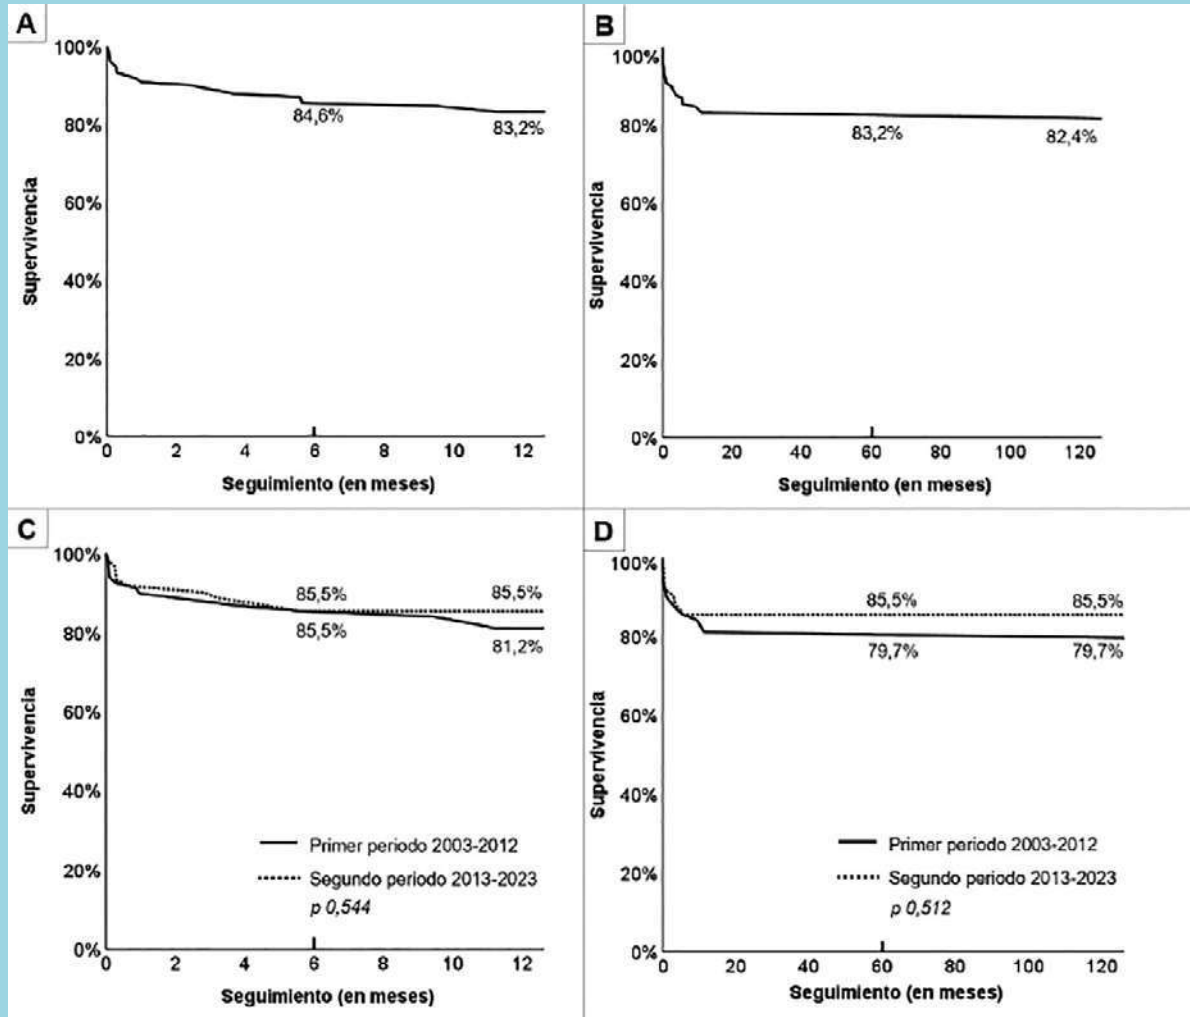 A
100%
80%
60%
40%
20%
0%
84,6%
83,2%
0 2 4 6 8 10 12
Supervivencia
Seguimiento (en meses)
B
100%
80%
60%
40%
20%
0%
83,2%
82,4%
0 20 40 60 80 100 120
Supervivencia
Seguimiento (en meses)
C
100%
80%
60%
40%
20%
0%
85,5%
85,5%
85,5%
81,2%
Primer periodo 2003-2012
Segundo periodo 2013-2023
p 0,544
0 2 4 6 8 10 12
Supervivencia
Seguimiento (en meses)
D
100%
80%
60%
40%
20%
0%
85,5%
85,5%
79,7%
79,7%
Primer periodo 2003-2012
Segundo periodo 2013-2023
p 0,512
0 20 40 60 80 100 120
Supervivencia
Seguimiento (en meses)